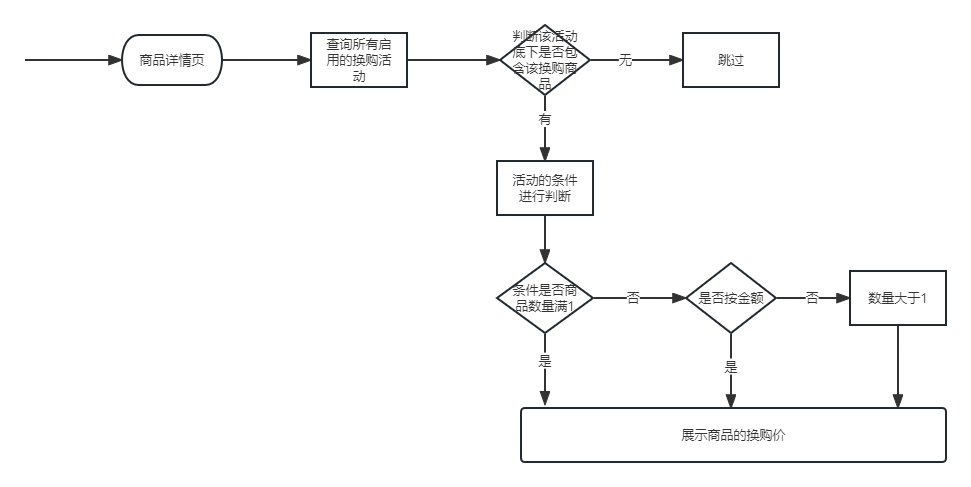 商品详情页
查询所有启
用的换购活
动
判断该活动
底下是否包
含该换购商
品
无
跳过
有
活动的条件
进行判断
条件是否商
品数量满1
否
是否按金额
否
数量大于1
是
是
展示商品的换购价